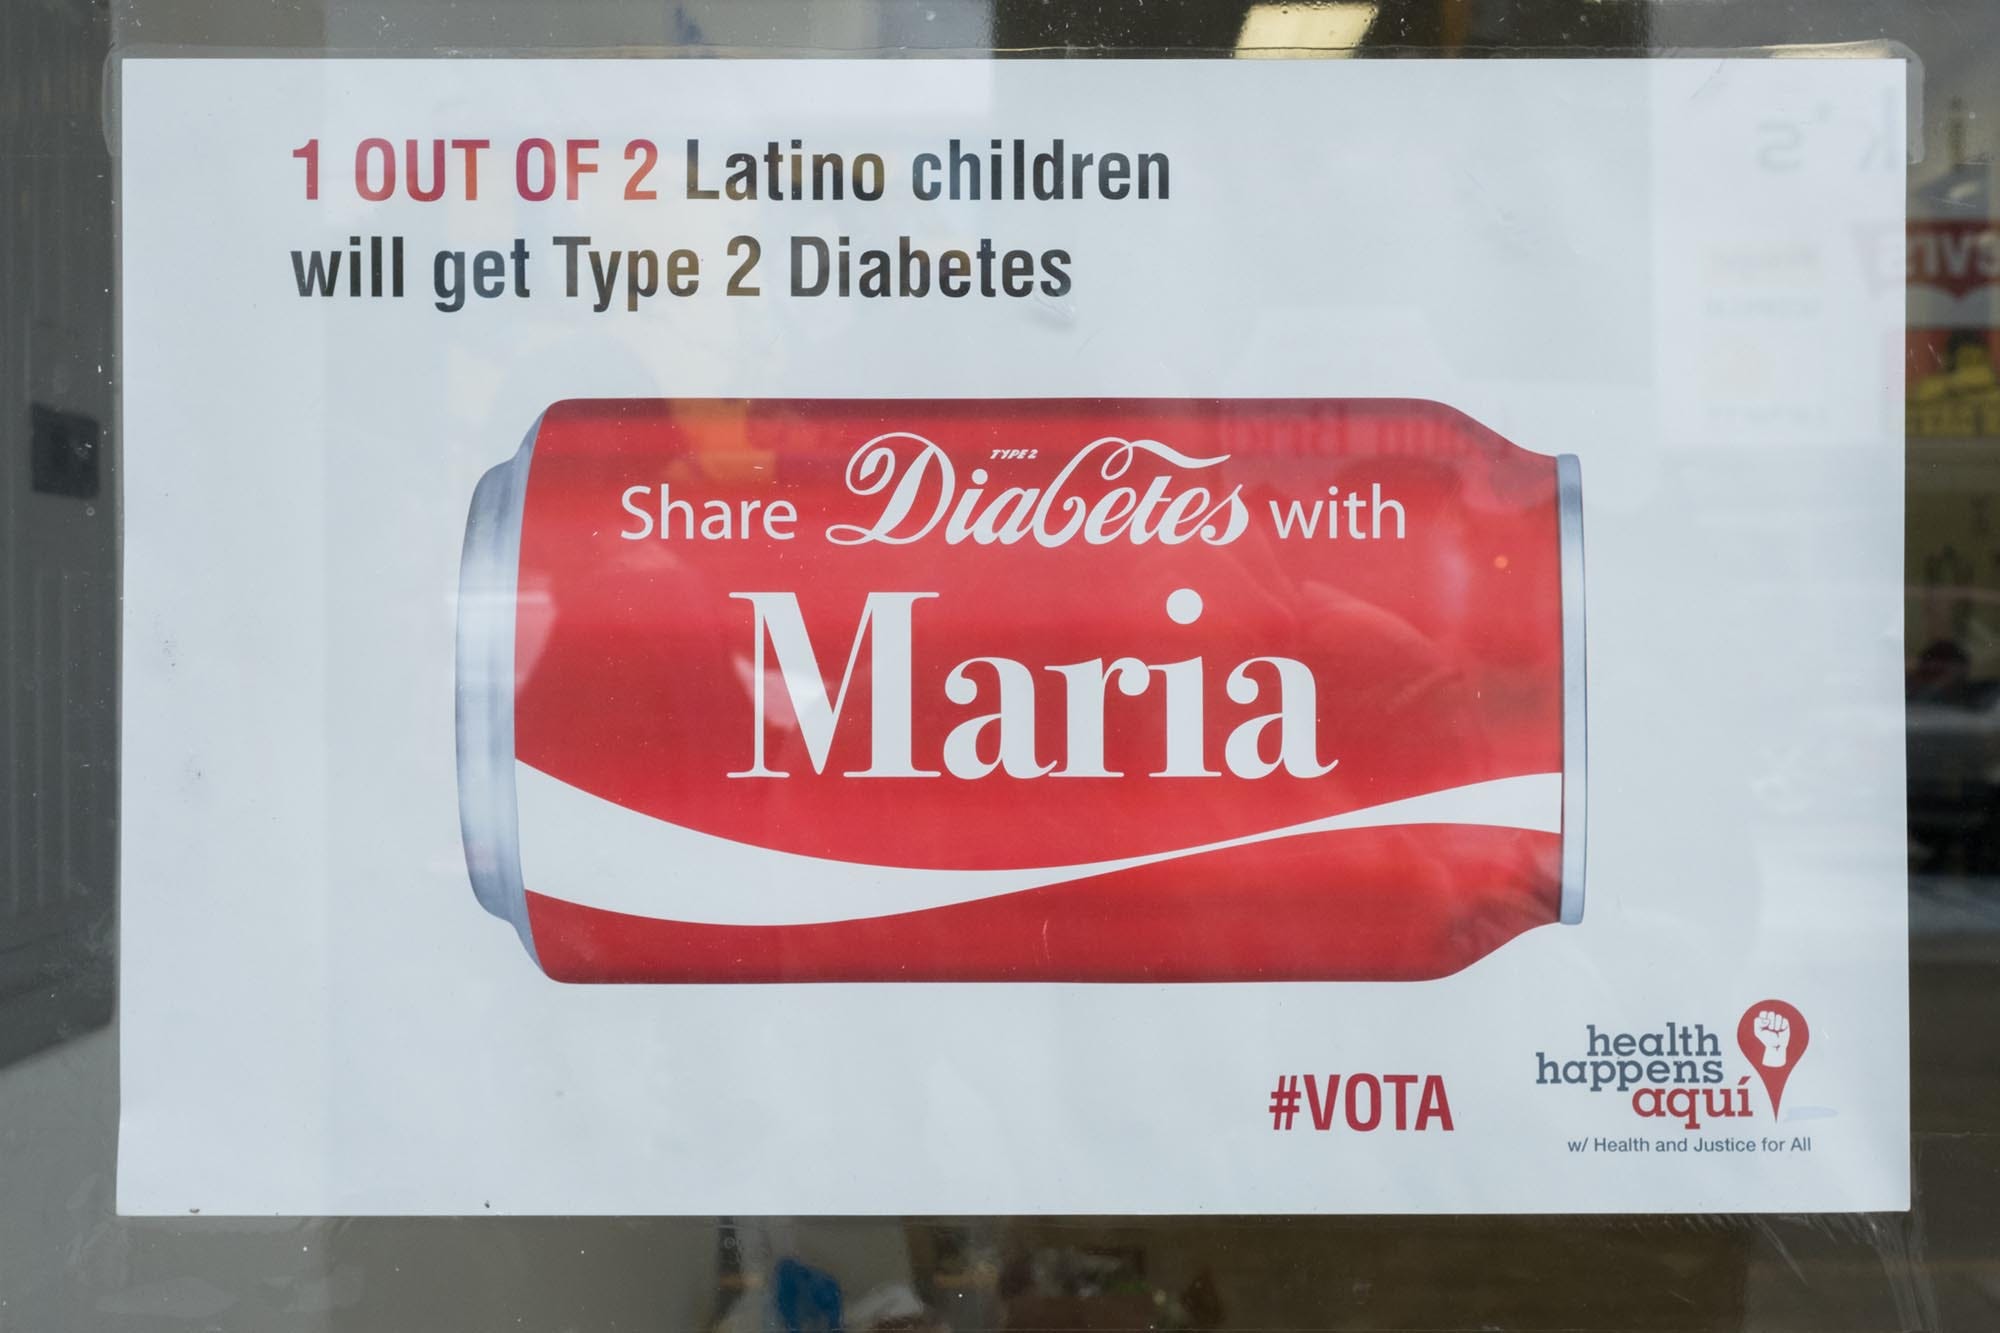 1 OUT OF 2 Latino children
will get Type 2 Diabetes
TYPE 2
Share Diabetes with
Maria
#VOTA
health
happens
aquí
w/ Health and Justice for All